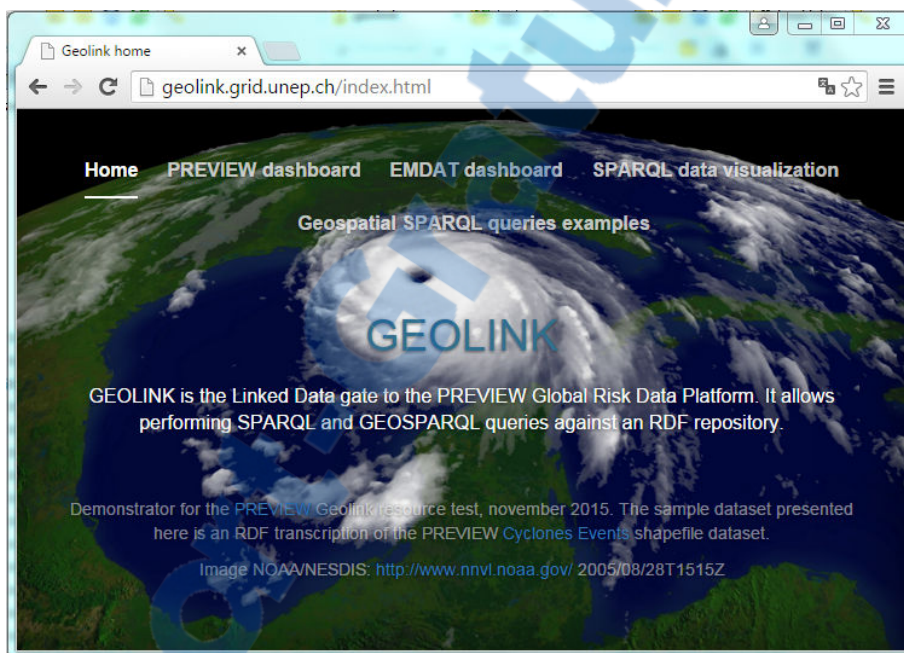 Geolink home
geolink.grid.unep.ch/index.html
Home PREVIEW dashboard EMDAT dashboard SPARQL data visualization
Geospatial SPARQL queries examples
GEOLINK
GEOLINK is the Linked Data gate to the PREVIEW Global Risk Data Platform. It allows
performing SPARQL and GEOSPARQL queries against an RDF repository.
Demonstrator for the PREVIEW Geolink resource test, november 2015. The sample dataset presented
here is an RDF transcription of the PREVIEW Cyclones Events shapefile dataset.
Image NOAA/NESDIS: http://www.nnvl.noaa.gov/ 2005/08/28T1515Z